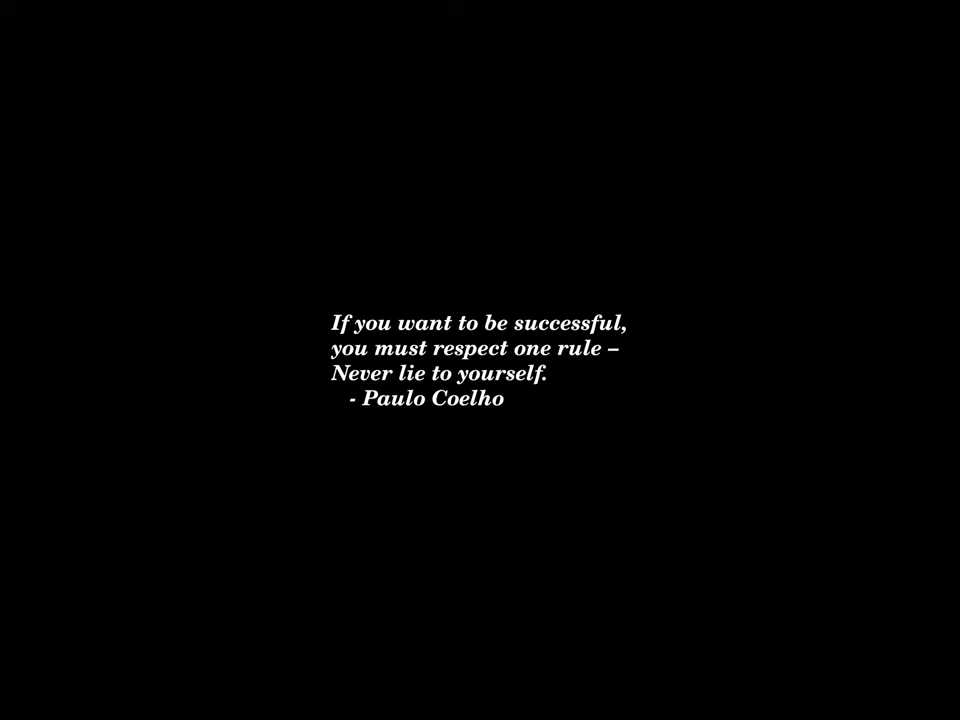 If you want to be successful,
you must respect one rule –
Never lie to yourself.
- Paulo Coelho